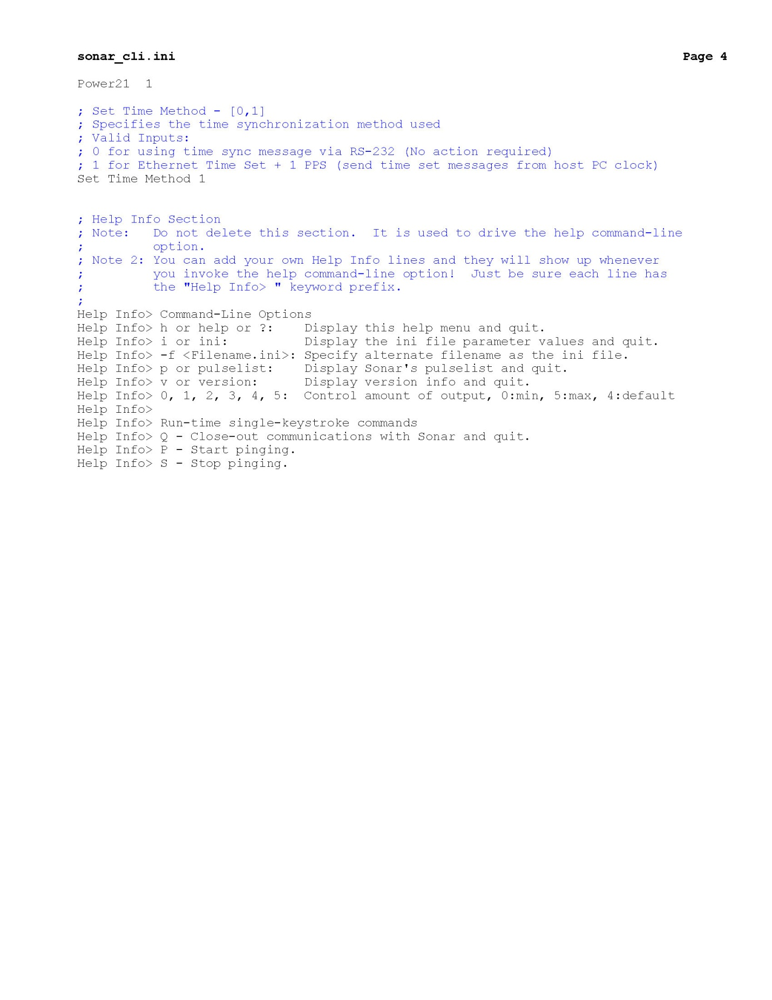 sonar_cli.ini Page 4
Power21  1
; Set Time Method - [0,1]
; Specifies the time synchronization method used
; Valid Inputs:
; 0 for using time sync message via RS-232 (No action required)
; 1 for Ethernet Time Set + 1 PPS (send time set messages from host PC clock)
Set Time Method 1
; Help Info Section
; Note:   Do not delete this section.  It is used to drive the help command-line
;         option.
; Note 2: You can add your own Help Info lines and they will show up whenever
;         you invoke the help command-line option!  Just be sure each line has
;         the "Help Info> " keyword prefix.
;
Help Info> Command-Line Options
Help Info> h or help or ?:    Display this help menu and quit.
Help Info> i or ini:          Display the ini file parameter values and quit.
Help Info> -f <Filename.ini>: Specify alternate filename as the ini file.
Help Info> p or pulselist:    Display Sonar's pulselist and quit.
Help Info> v or version:      Display version info and quit.
Help Info> 0, 1, 2, 3, 4, 5:  Control amount of output, 0:min, 5:max, 4:default
Help Info>
Help Info> Run-time single-keystroke commands
Help Info> Q - Close-out communications with Sonar and quit.
Help Info> P - Start pinging.
Help Info> S - Stop pinging.